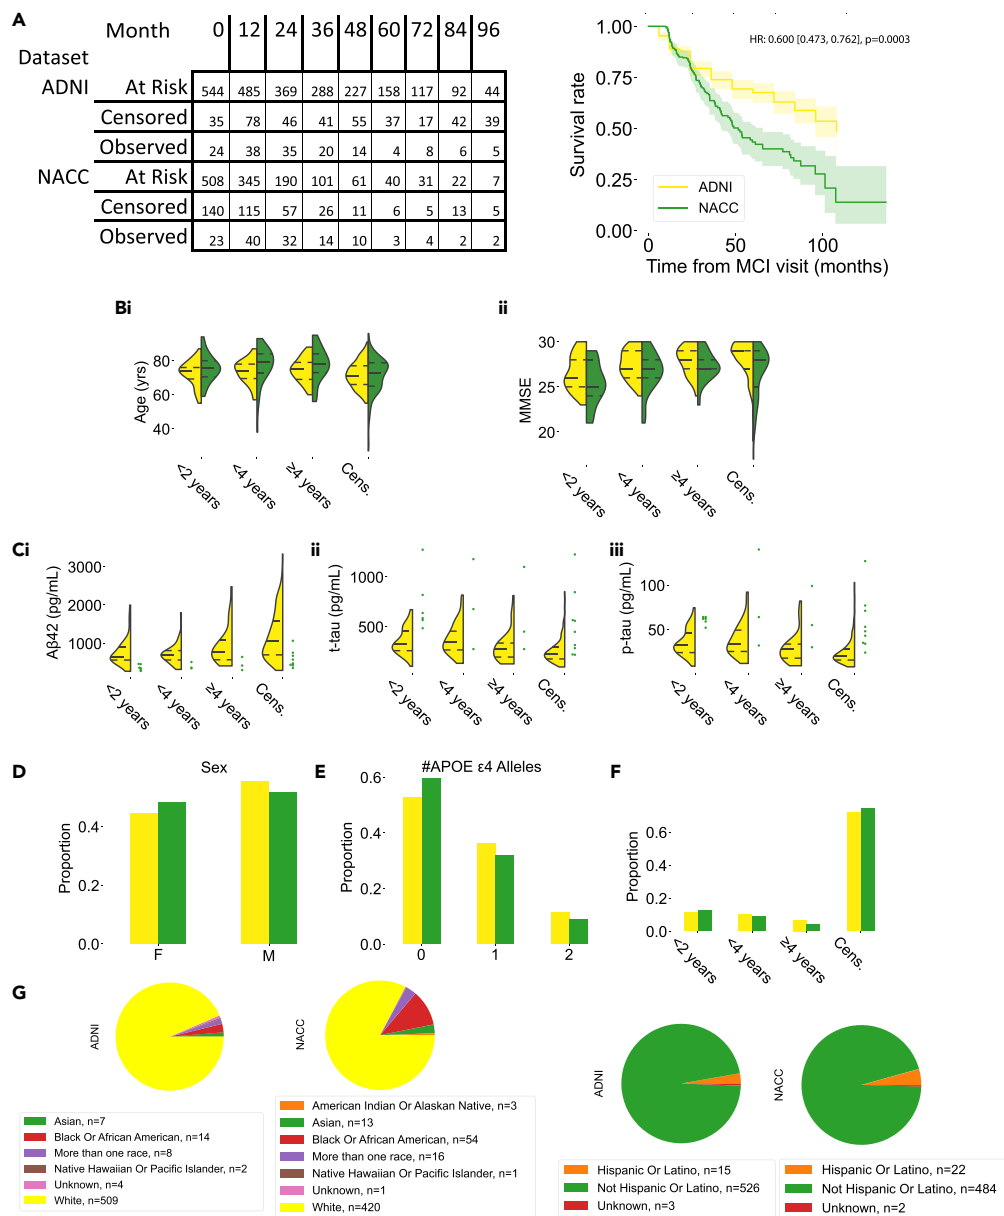 A
Month 0 12 24 36 48 60 72 84 96
Dataset
ADNI At Risk 544 485 369 288 227 158 117 92 44
Censored 35 78 46 41 55 37 17 42 39
Observed 24 38 35 20 14 4 8 6 5
NACC At Risk 508 345 190 101 61 40 31 22 7
Censored 140 115 57 26 11 6 5 13 5
Observed 23 40 32 14 10 3 4 2 2
HR: 0.600 [0.473, 0.762], p=0.0003
Survival rate
1.00
0.75
0.50
0.25
0.00
ADNI
NACC
0 50 100
Time from MCI visit (months)
Bi
Age (yrs)
80
60
40
<2 years <4 years ≥4 years Cens.
ii
MMSE
30
25
20
<2 years <4 years ≥4 years Cens.
Ci
Aβ42 (pg/mL)
3000
2000
1000
<2 years <4 years ≥4 years Cens.
ii
t-tau (pg/mL)
1000
500
<2 years <4 years ≥4 years Cens.
iii
p-tau (pg/mL)
100
50
<2 years <4 years ≥4 years Cens.
D
Sex
Proportion
0.4
0.2
0.0
F M
E
#APOE ε4 Alleles
Proportion
0.6
0.4
0.2
0.0
0 1 2
F
Proportion
0.6
0.4
0.2
0.0
<2 years <4 years ≥4 years Cens.
G
ADNI
Asian, n=7
Black Or African American, n=14
More than one race, n=8
Native Hawaiian Or Pacific Islander, n=2
Unknown, n=4
White, n=509
NACC
American Indian Or Alaskan Native, n=3
Asian, n=13
Black Or African American, n=54
More than one race, n=16
Native Hawaiian Or Pacific Islander, n=1
Unknown, n=1
White, n=420
ADNI
Hispanic Or Latino, n=15
Not Hispanic Or Latino, n=526
Unknown, n=3
NACC
Hispanic Or Latino, n=22
Not Hispanic Or Latino, n=484
Unknown, n=2